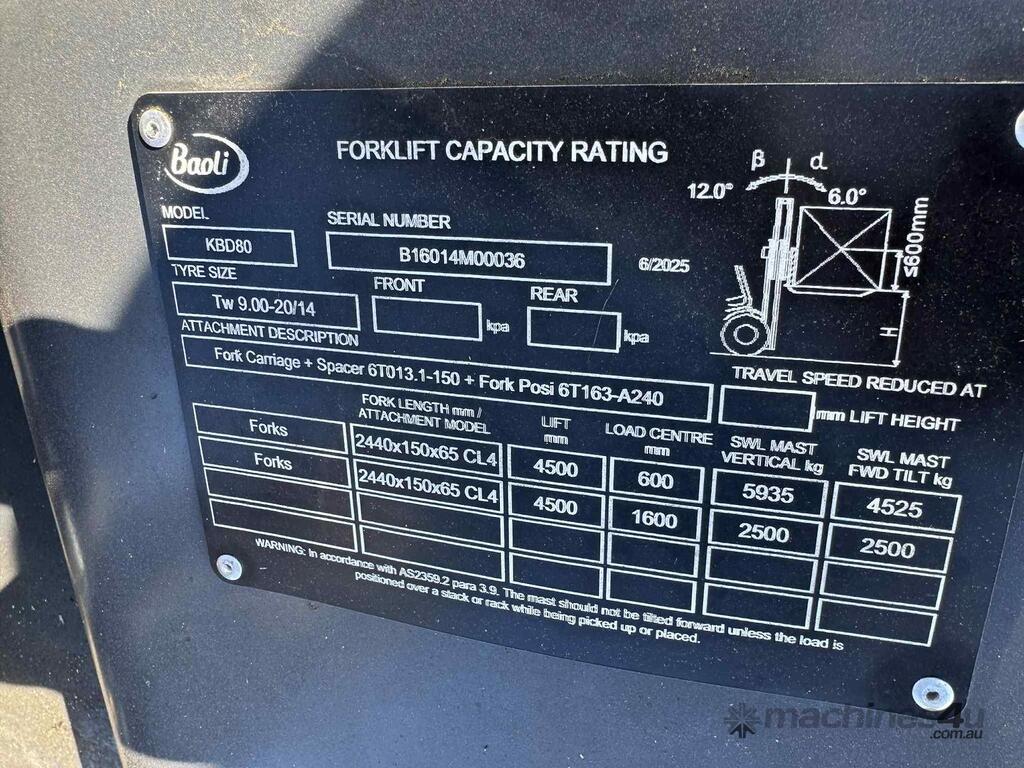 Baoli
FORKLIFT CAPACITY RATING
β d
12.0° 6.0°
≤600mm
H
MODEL
KBD80
SERIAL NUMBER
B16014M00036
6/2025
TYRE SIZE
Tw 9.00-20/14
FRONT
kpa
REAR
kpa
ATTACHMENT DESCRIPTION
Fork Carriage + Spacer 6T013.1-150 + Fork Posi 6T163-A240
TRAVEL SPEED REDUCED AT
mm LIFT HEIGHT
FORK LENGTH mm /
ATTACHMENT MODEL
LIFT
mm
LOAD CENTRE
mm
SWL MAST
VERTICAL kg
SWL MAST
FWD TILT kg
Forks 2440x150x65 CL4 4500 600 5935 4525
Forks 2440x150x65 CL4 4500 1600 2500 2500
WARNING: In accordance with AS2359.2 para 3.9. The mast should not be tilted forward unless the load is
positioned over a stack or rack while being picked up or placed.
machines4u
.com.au